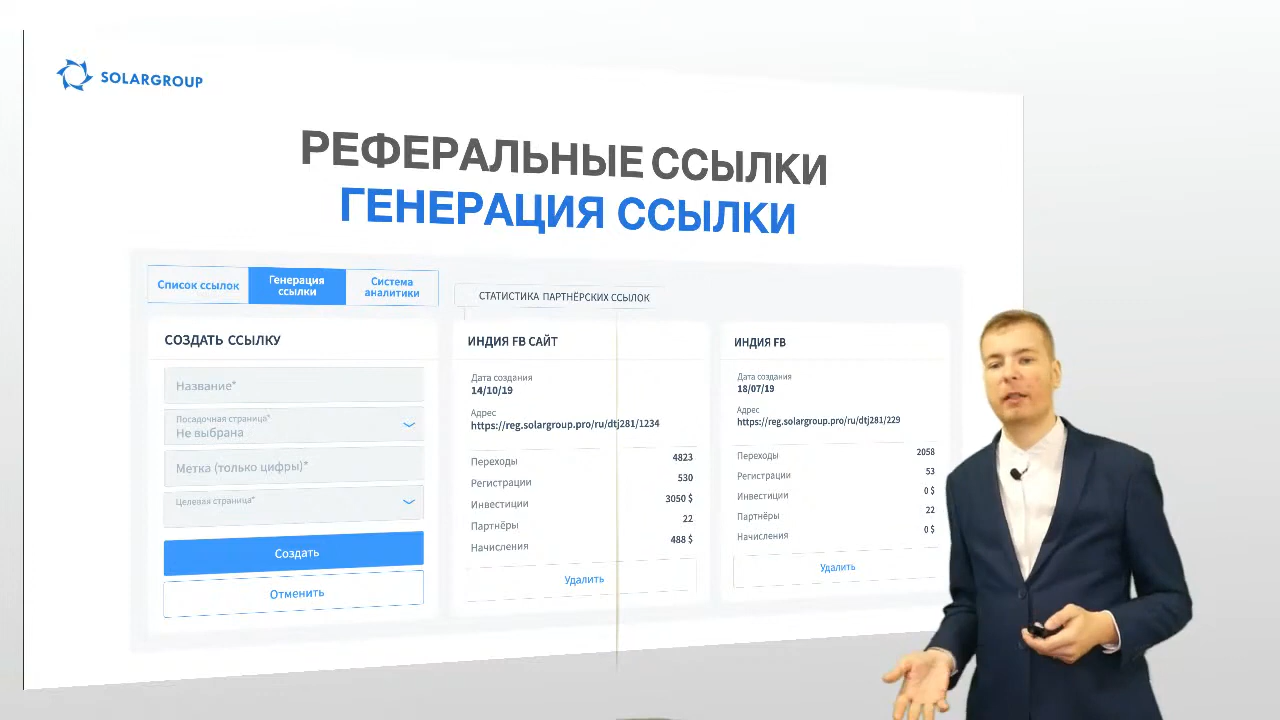 SOLARGROUP
РЕФЕРАЛЬНЫЕ ССЫЛКИ
ГЕНЕРАЦИЯ ССЫЛКИ
Список ссылок
Генерация
ссылки
Система
аналитики
СТАТИСТИКА ПАРТНЁРСКИХ ССЫЛОК
СОЗДАТЬ ССЫЛКУ
Название*
Посадочная страница*
Не выбрана
Метка (только цифры)*
Целевая страница*
Создать
Отменить
ИНДИЯ FB САЙТ
Дата создания
14/10/19
Адрес
https://reg.solargroup.pro/ru/dtj281/1234
Переходы 4823
Регистрации 530
Инвестиции 3050 $
Партнёры 22
Начисления 488 $
Удалить
ИНДИЯ FB
Дата создания
18/07/19
Адрес
https://reg.solargroup.pro/ru/dtj281/229
Переходы 2058
Регистрации 53
Инвестиции 0 $
Партнёры 22
Начисления 0 $
Удалить